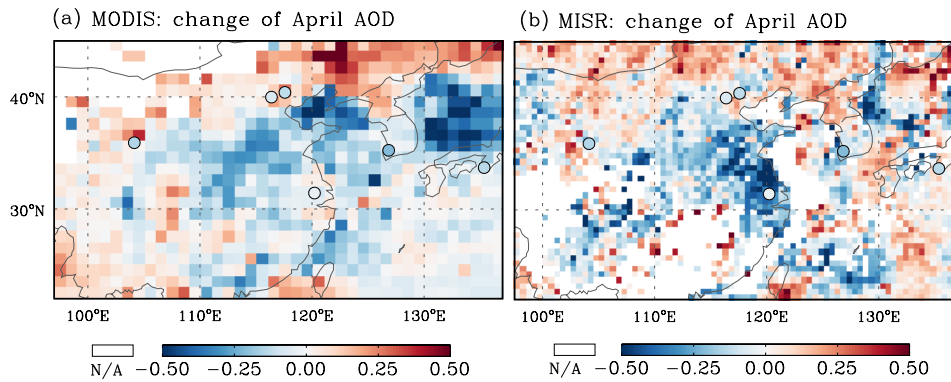 (a) MODIS: change of April AOD
(b) MISR: change of April AOD
40°N
30°N
100°E 110°E 120°E 130°E
100°E 110°E 120°E 130°E
N/A -0.50 -0.25 0.00 0.25 0.50
N/A -0.50 -0.25 0.00 0.25 0.50